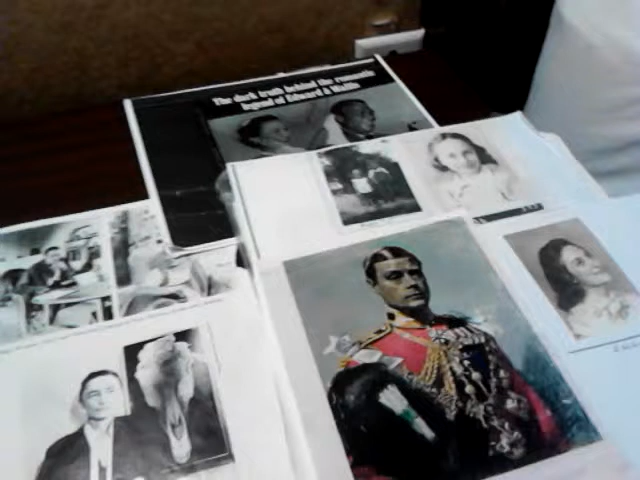 The dark truth behind the romantic
legend of Edward & Wallis